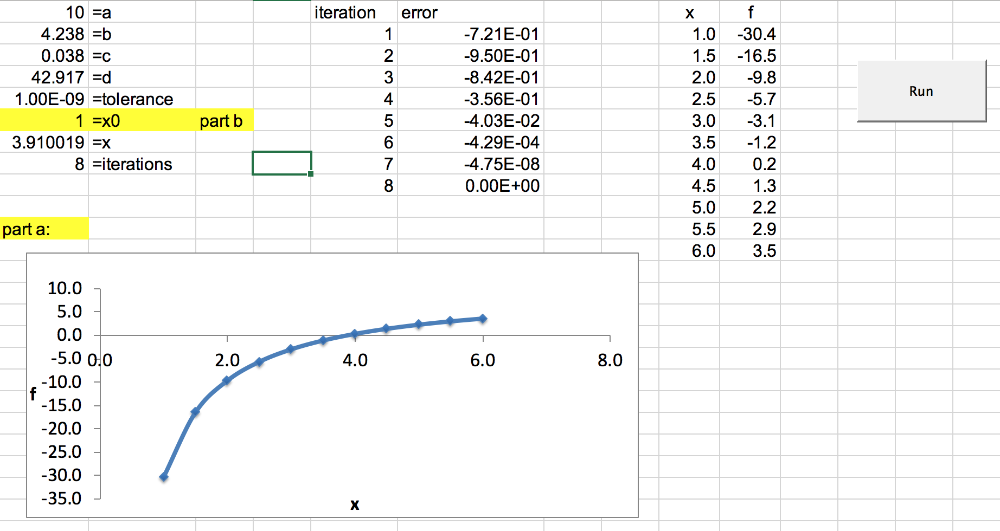 10 =a iteration error x f
4.238 =b 1 -7.21E-01 1.0 -30.4
0.038 =c 2 -9.50E-01 1.5 -16.5
42.917 =d 3 -8.42E-01 2.0 -9.8
1.00E-09 =tolerance 4 -3.56E-01 2.5 -5.7
Run
1 =x0 part b 5 -4.03E-02 3.0 -3.1
3.910019 =x 6 -4.29E-04 3.5 -1.2
8 =iterations 7 -4.75E-08 4.0 0.2
8 0.00E+00 4.5 1.3
5.0 2.2
part a: 5.5 2.9
6.0 3.5
10.0
5.0
0.0
-5.0 0.0 2.0 4.0 6.0 8.0
-10.0
f
-15.0
-20.0
-25.0
-30.0
-35.0
x